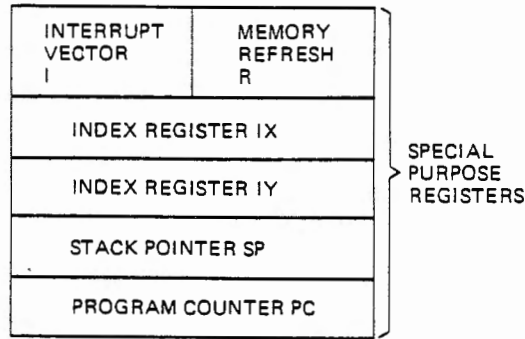 INTERRUPT
VECTOR
I
MEMORY
REFRESH
R
INDEX REGISTER IX
INDEX REGISTER IY
STACK POINTER SP
PROGRAM COUNTER PC
SPECIAL
PURPOSE
REGISTERS